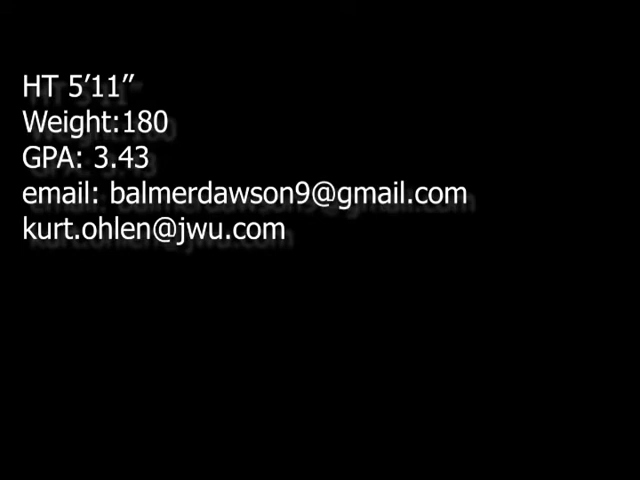 HT 5’11”
Weight:180
GPA: 3.43
email: balmerdawson9@gmail.com
kurt.ohlen@jwu.com